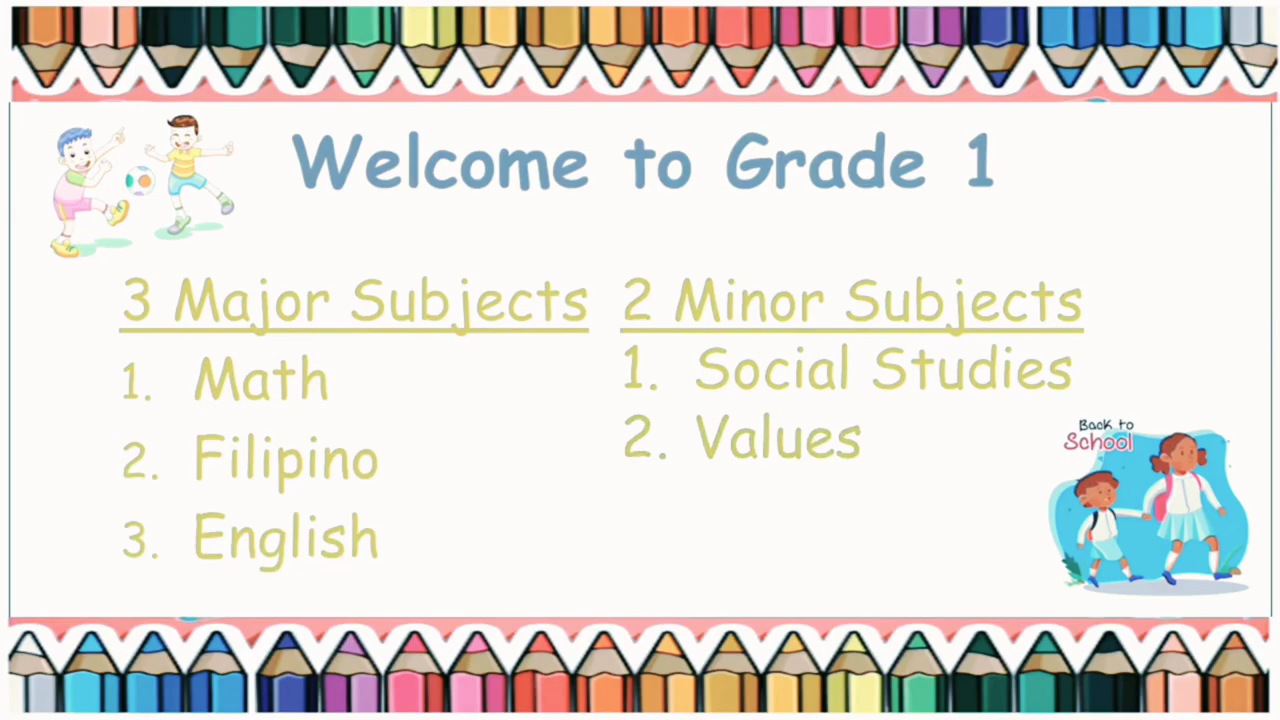 Welcome to Grade 1
3 Major Subjects
1. Math
2. Filipino
3. English
2 Minor Subjects
1. Social Studies
2. Values
Back to
School